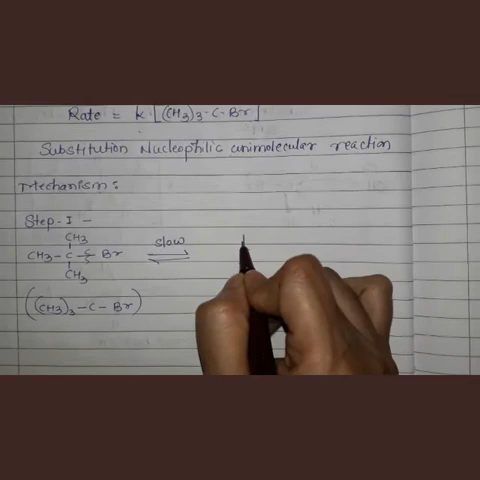 Rate = k [(CH3)3-C-Br]
Substitution Nucleophilic unimolecular reaction
Mechanism:
Step-I -
CH3
slow
CH3-C-Br
CH3
((CH3)3-C-Br)